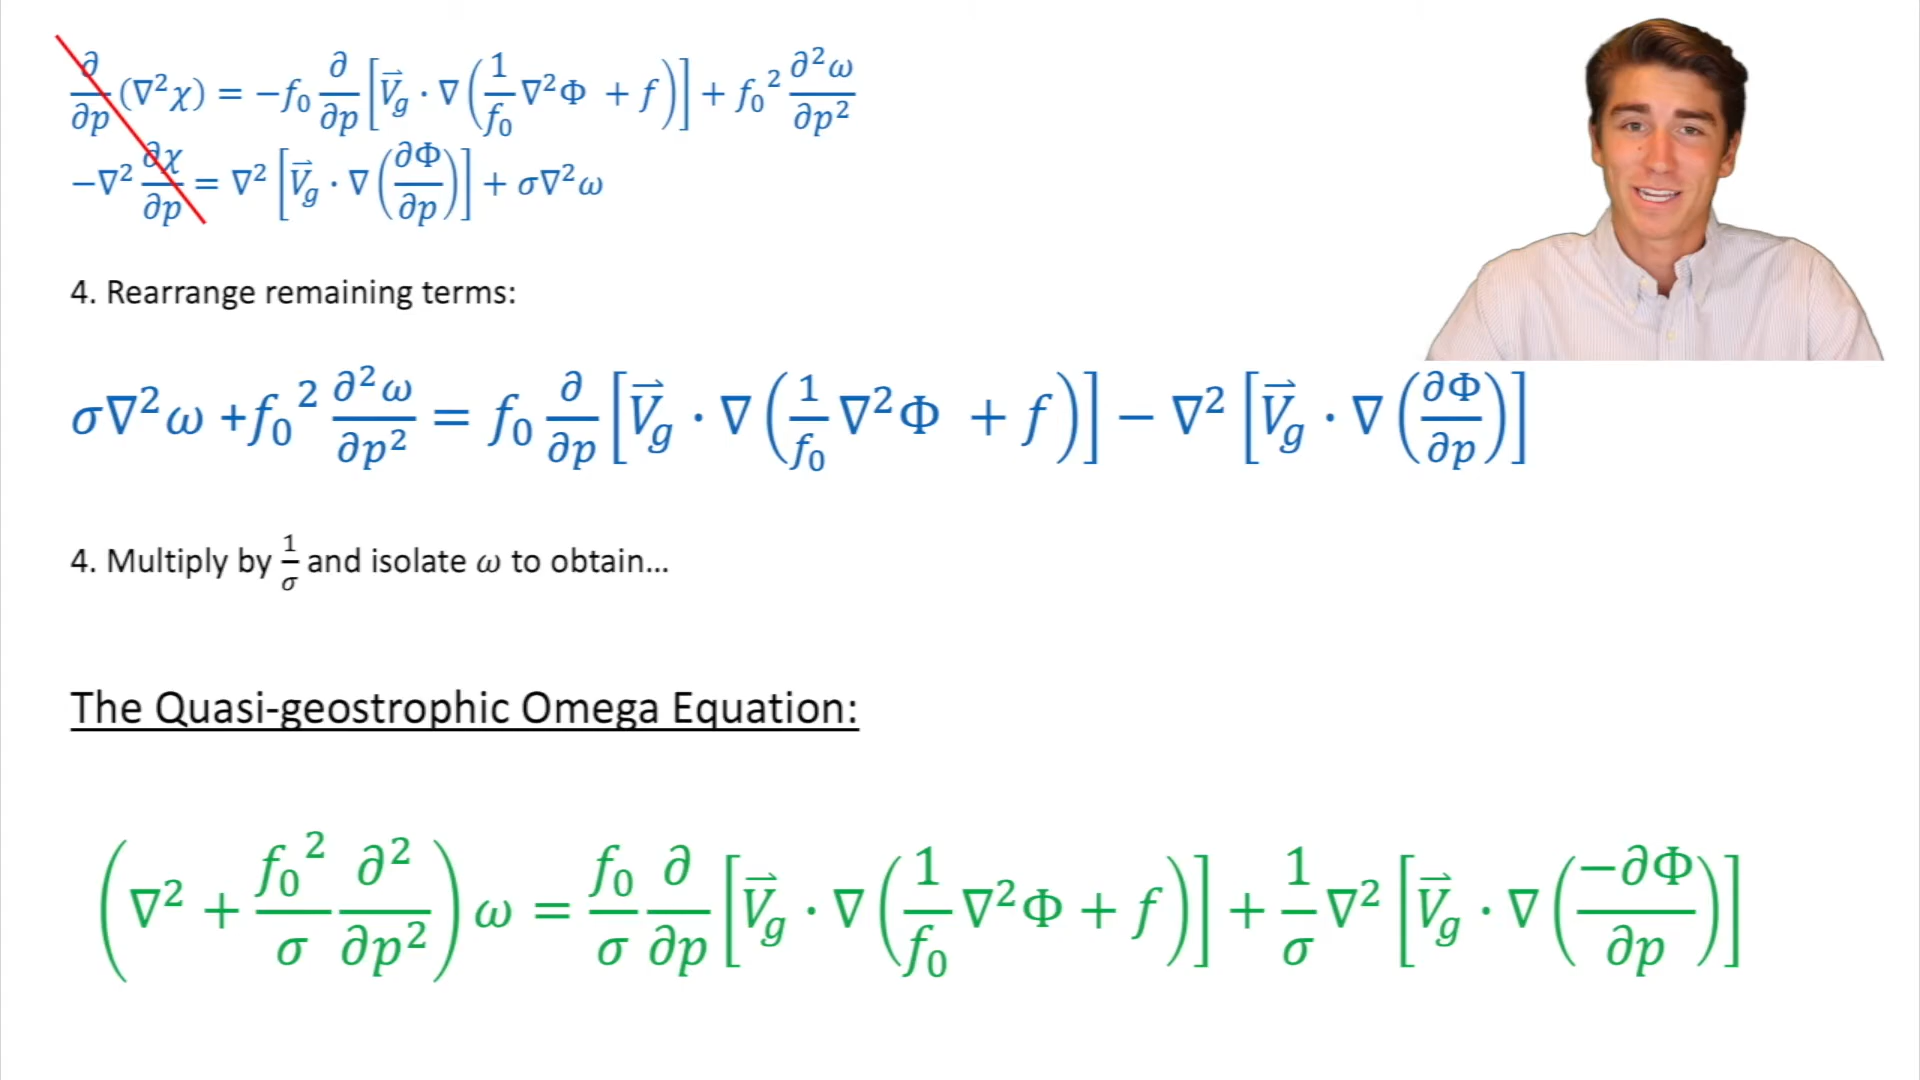 ∂/∂p (∇²χ) = −f₀ ∂/∂p [V⃗g · ∇(1/f₀ ∇²Φ + f)] + f₀² ∂²ω/∂p²
−∇² ∂χ/∂p = ∇² [V⃗g · ∇(∂Φ/∂p)] + σ∇²ω
4. Rearrange remaining terms:
σ∇²ω +f₀² ∂²ω/∂p² = f₀ ∂/∂p [V⃗g · ∇(1/f₀ ∇²Φ + f)] − ∇² [V⃗g · ∇(∂Φ/∂p)]
4. Multiply by 1/σ and isolate ω to obtain...
The Quasi-geostrophic Omega Equation:
(∇² + f₀²/σ ∂²/∂p²) ω = f₀/σ ∂/∂p [V⃗g · ∇(1/f₀ ∇²Φ + f)] + 1/σ ∇² [V⃗g · ∇(−∂Φ/∂p)]